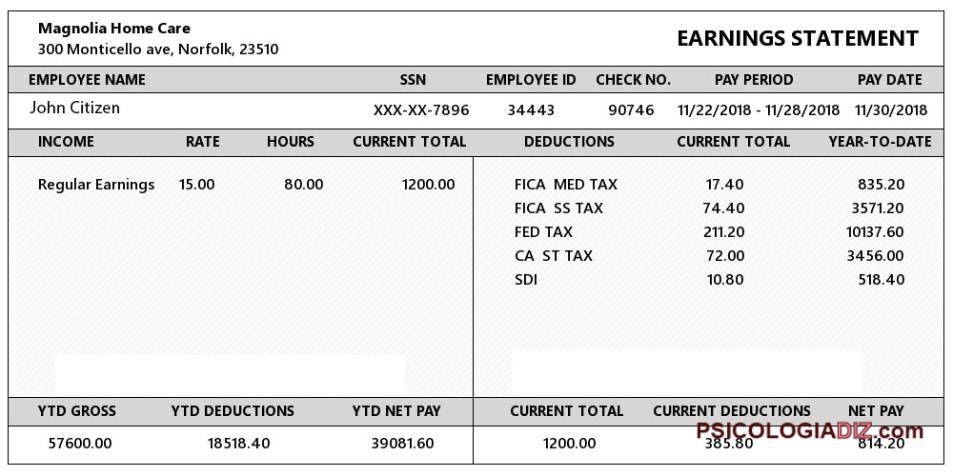 Magnolia Home Care
300 Monticello ave, Norfolk, 23510
EARNINGS STATEMENT
EMPLOYEE NAME SSN EMPLOYEE ID CHECK NO. PAY PERIOD PAY DATE
John Citizen XXX-XX-7896 34443 90746 11/22/2018 - 11/28/2018 11/30/2018
INCOME RATE HOURS CURRENT TOTAL DEDUCTIONS CURRENT TOTAL YEAR-TO-DATE
Regular Earnings 15.00 80.00 1200.00 FICA MED TAX 17.40 835.20
FICA SS TAX 74.40 3571.20
FED TAX 211.20 10137.60
CA ST TAX 72.00 3456.00
SDI 10.80 518.40
YTD GROSS YTD DEDUCTIONS YTD NET PAY CURRENT TOTAL CURRENT DEDUCTIONS NET PAY
PSICOLOGIADIZ.com
57600.00 18518.40 39081.60 1200.00 385.80 814.20